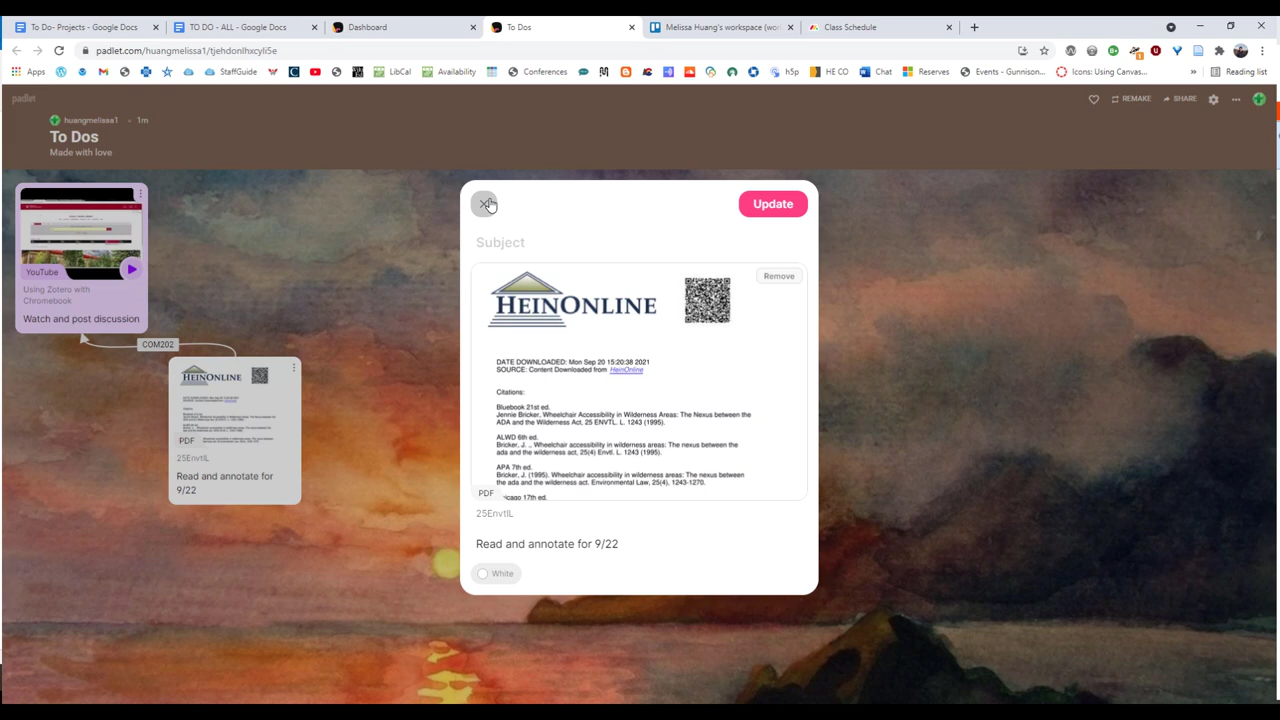 To Do- Projects - Google Docs
TO DO - ALL - Google Docs
Dashboard
To Dos
Melissa Huang's workspace (wor
Class Schedule
padlet.com/huangmelissa1/tjehdonlhxcyli5e
Apps
StaffGuide
LibCal
Availability
Conferences
h5p
HE CO
Chat
Reserves
Events - Gunnison...
Icons: Using Canvas...
Reading list
padlet
REMAKE
SHARE
huangmelissa1 • 1m
To Dos
Made with love
YouTube
Using Zotero with
Chromebook
Watch and post discussion
COM202
HEINONLINE
PDF
25EnvtlL
Read and annotate for
9/22
Update
Subject
Remove
HEINONLINE
DATE DOWNLOADED: Mon Sep 20 15:20:38 2021
SOURCE: Content Downloaded from HeinOnline
Citations:
Bluebook 21st ed.
Jennie Bricker, Wheelchair Accessibility in Wilderness Areas: The Nexus between the
ADA and the Wilderness Act, 25 ENVTL. L. 1243 (1995).
ALWD 6th ed.
Bricker, J. ., Wheelchair accessibility in wilderness areas: The nexus between the
ada and the wilderness act, 25(4) Envtl. L. 1243 (1995).
APA 7th ed.
Bricker, J. (1995). Wheelchair accessibility in wilderness areas: The nexus between
the ada and the wilderness act. Environmental Law, 25(4), 1243-1270.
PDF
icago 17th ed.
25EnvtlL
Read and annotate for 9/22
White